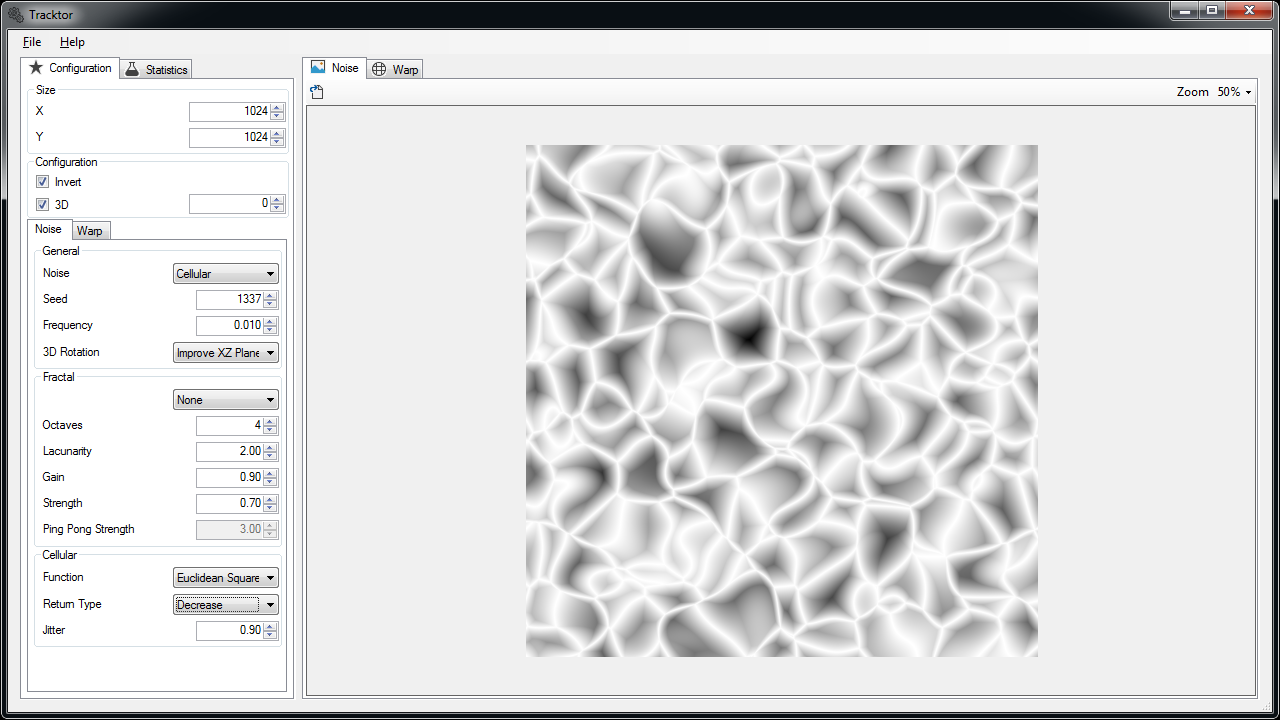 Tracktor
File Help
Configuration Statistics
Size
X 1024
Y 1024
Configuration
Invert
3D 0
Noise Warp
General
Noise Cellular
Seed 1337
Frequency 0.010
3D Rotation Improve XZ Plane
Fractal
None
Octaves 4
Lacunarity 2.00
Gain 0.90
Strength 0.70
Ping Pong Strength 3.00
Cellular
Function Euclidean Square
Return Type Decrease
Jitter 0.90
Noise Warp
Zoom 50%